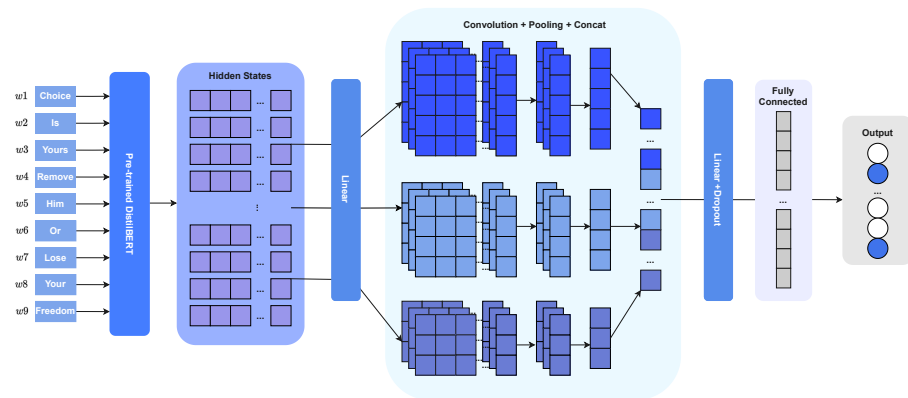 Convolution + Pooling + Concat
Hidden States
w1 Choice
w2 Is
w3 Yours
w4 Remove
w5 Him
w6 Or
w7 Lose
w8 Your
w9 Freedom
Pre-trained DistilBERT
...
...
...
...
...
...
...
...
...
Linear
...
...
...
...
...
...
...
...
...
Linear +Dropout
Fully
Connected
...
Output
...